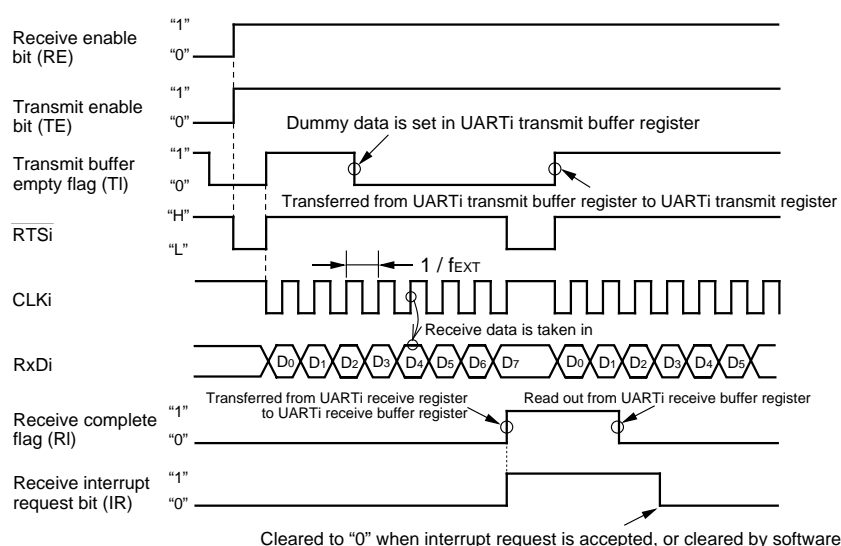 Receive enable
bit (RE)
“1”
“0”
Transmit enable
bit (TE)
“1”
“0”
Dummy data is set in UARTi transmit buffer register
Transmit buffer
empty flag (TI)
“1”
“0”
Transferred from UARTi transmit buffer register to UARTi transmit register
RTSi
“H”
“L”
1 / fEXT
CLKi
Receive data is taken in
RxDi
D0 D1 D2 D3 D4 D5 D6 D7 D0 D1 D2 D3 D4 D5
Transferred from UARTi receive register
to UARTi receive buffer register
Read out from UARTi receive buffer register
Receive complete
flag (RI)
“1”
“0”
Receive interrupt
request bit (IR)
“1”
“0”
Cleared to “0” when interrupt request is accepted, or cleared by software